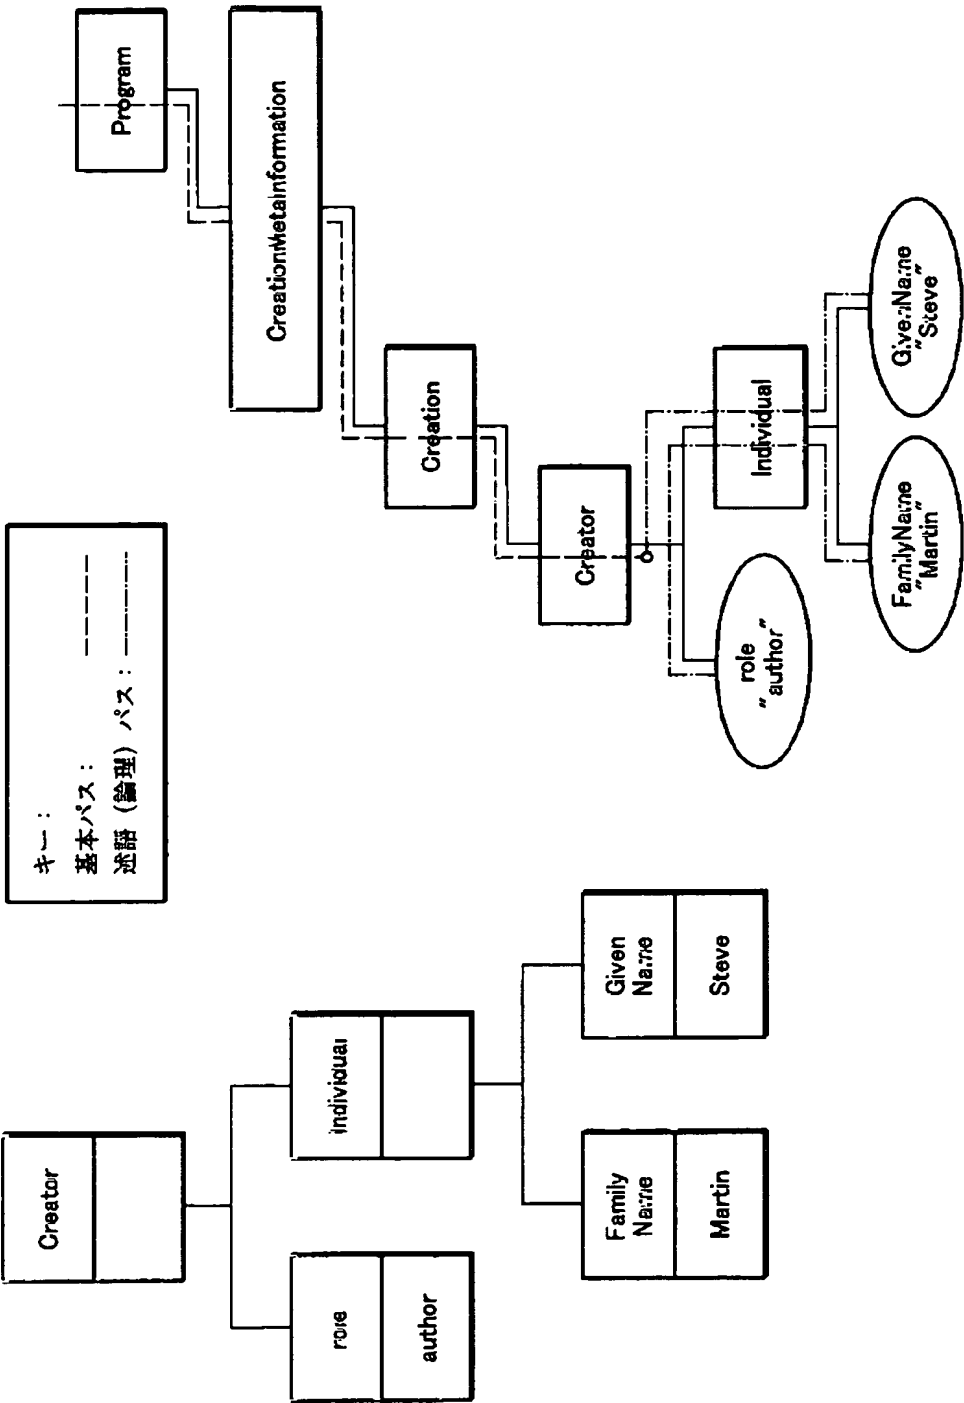 Creator
role
author
Individual
Family
Name
Martin
Given
Name
Steve
キー：
基本パス：
述語（論理）パス：
Program
CreationMetaInformation
Creation
Creator
role
"author"
Individual
FamilyName
"Martin"
GivenName
"Steve"